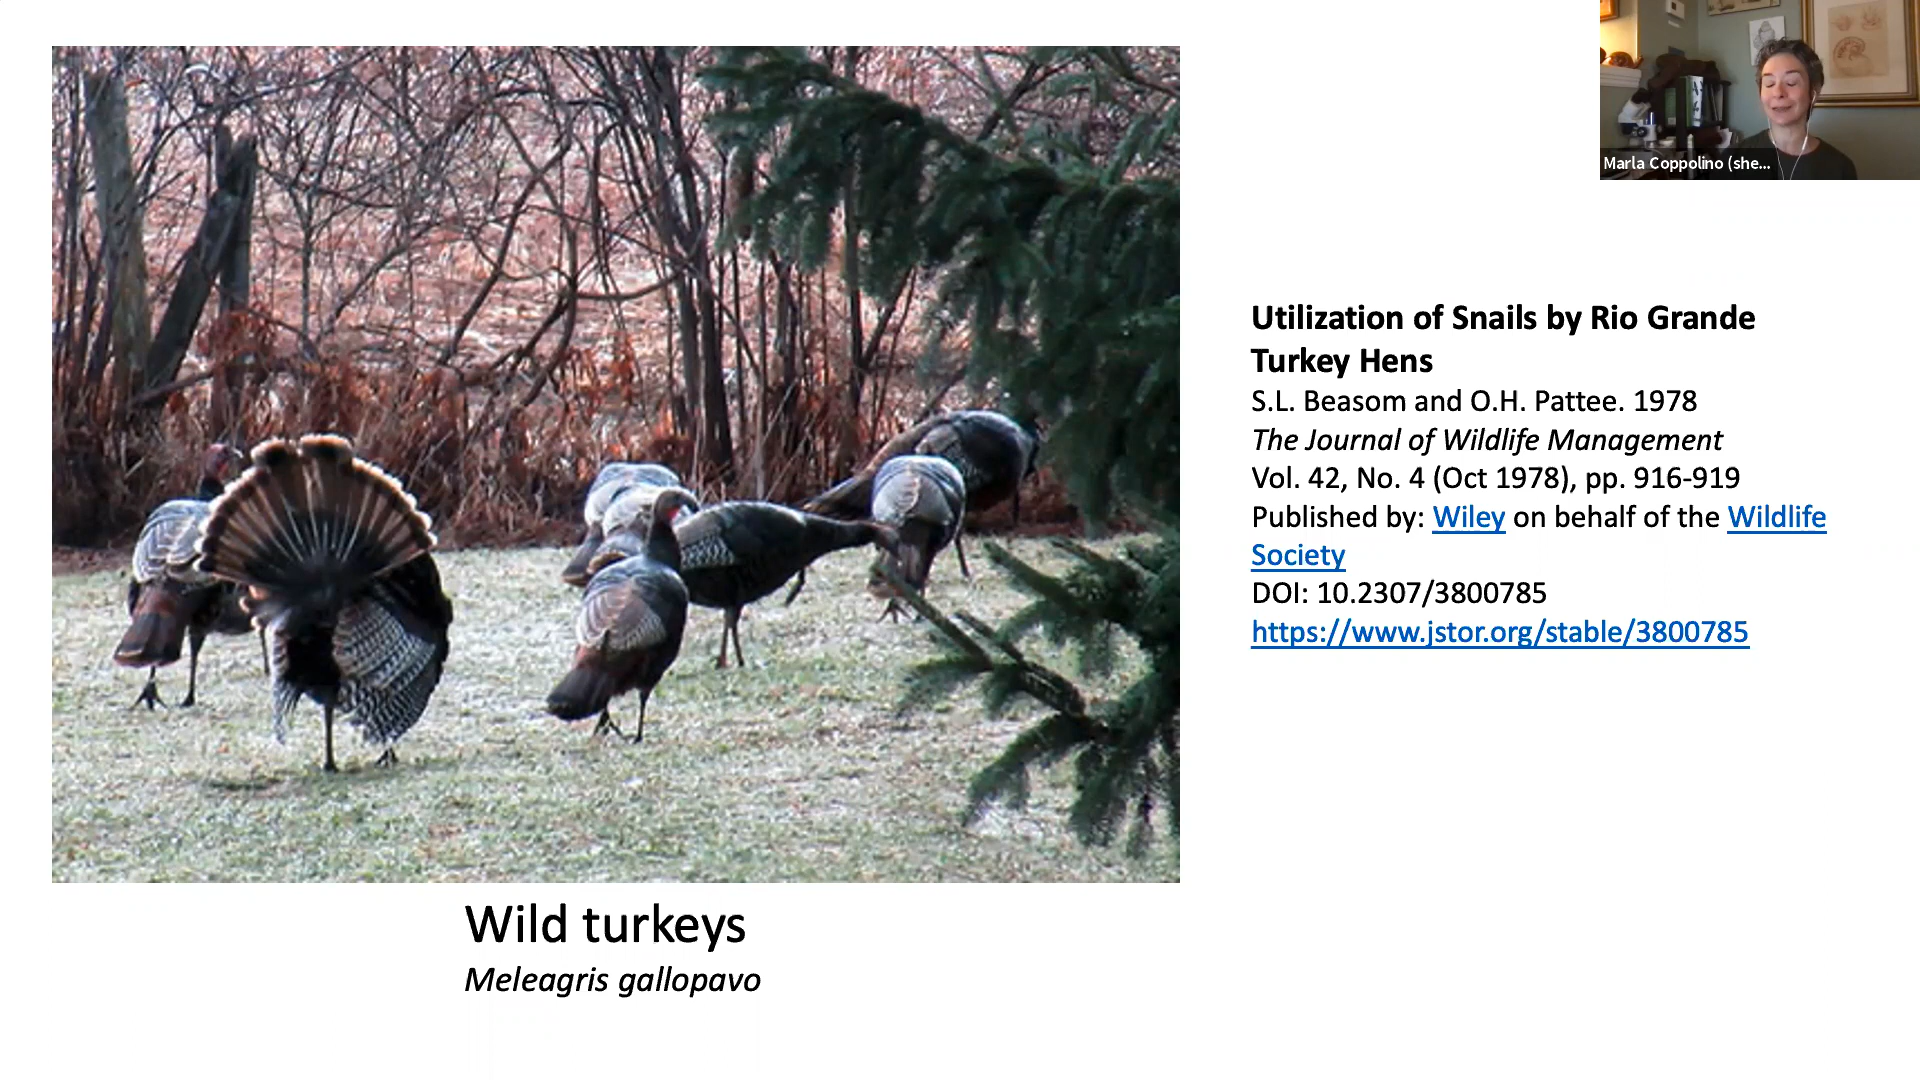 Marla Coppolino (she...
Utilization of Snails by Rio Grande
Turkey Hens
S.L. Beasom and O.H. Pattee. 1978
The Journal of Wildlife Management
Vol. 42, No. 4 (Oct 1978), pp. 916-919
Published by: Wiley on behalf of the Wildlife
Society
DOI: 10.2307/3800785
https://www.jstor.org/stable/3800785
Wild turkeys
Meleagris gallopavo